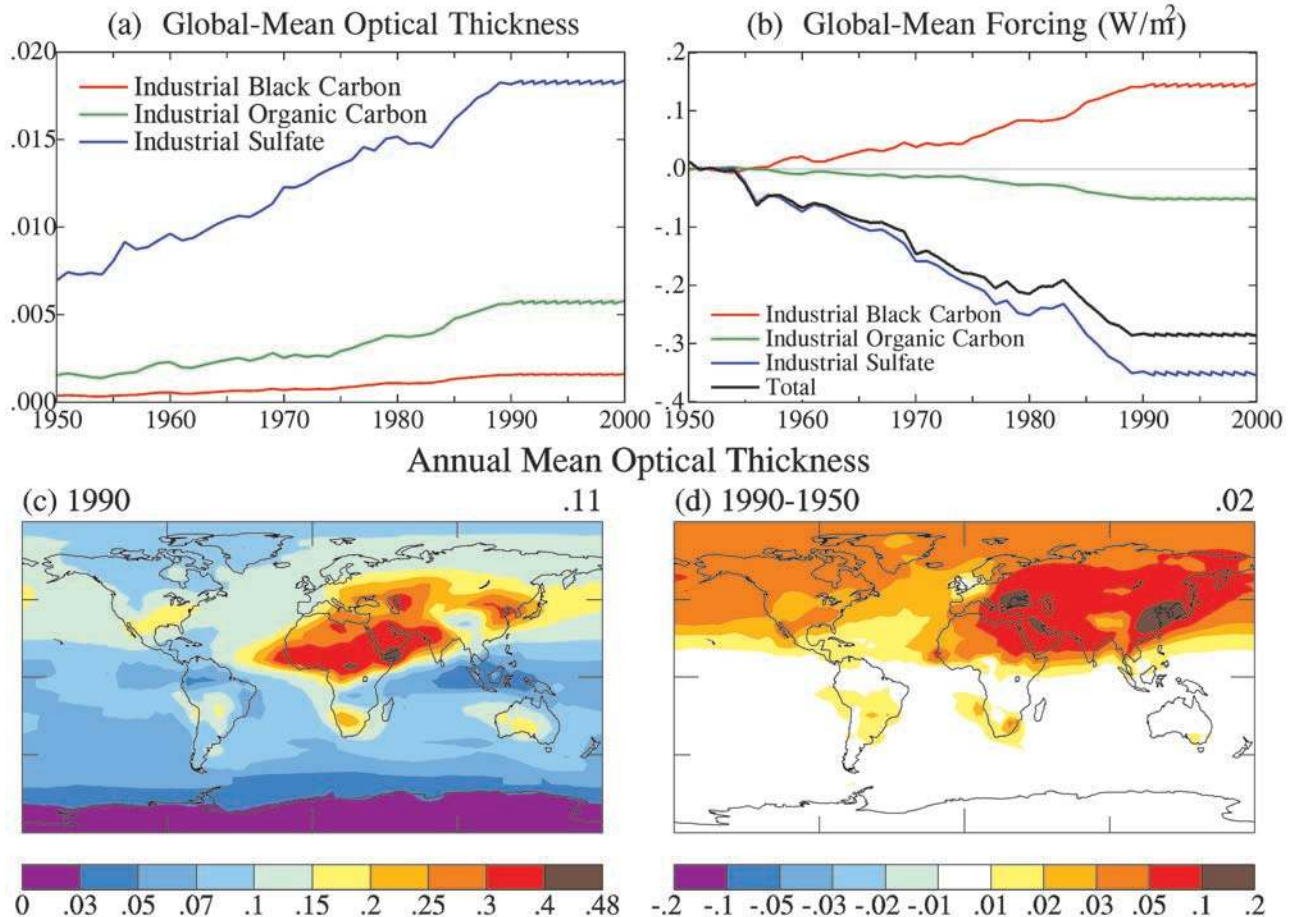 (a) Global-Mean Optical Thickness
.020
.015
.010
.005
.000
Industrial Black Carbon
Industrial Organic Carbon
Industrial Sulfate
1950 1960 1970 1980 1990 2000
(b) Global-Mean Forcing (W/m²)
.2
.1
.0
-.1
-.2
-.3
-.4
Industrial Black Carbon
Industrial Organic Carbon
Industrial Sulfate
Total
1950 1960 1970 1980 1990 2000
Annual Mean Optical Thickness
(c) 1990 .11
0 .03 .05 .07 .1 .15 .2 .25 .3 .4 .48
(d) 1990-1950 .02
-.2 -.1 -.05 -.03 -.02 -.01 .01 .02 .03 .05 .1 .2